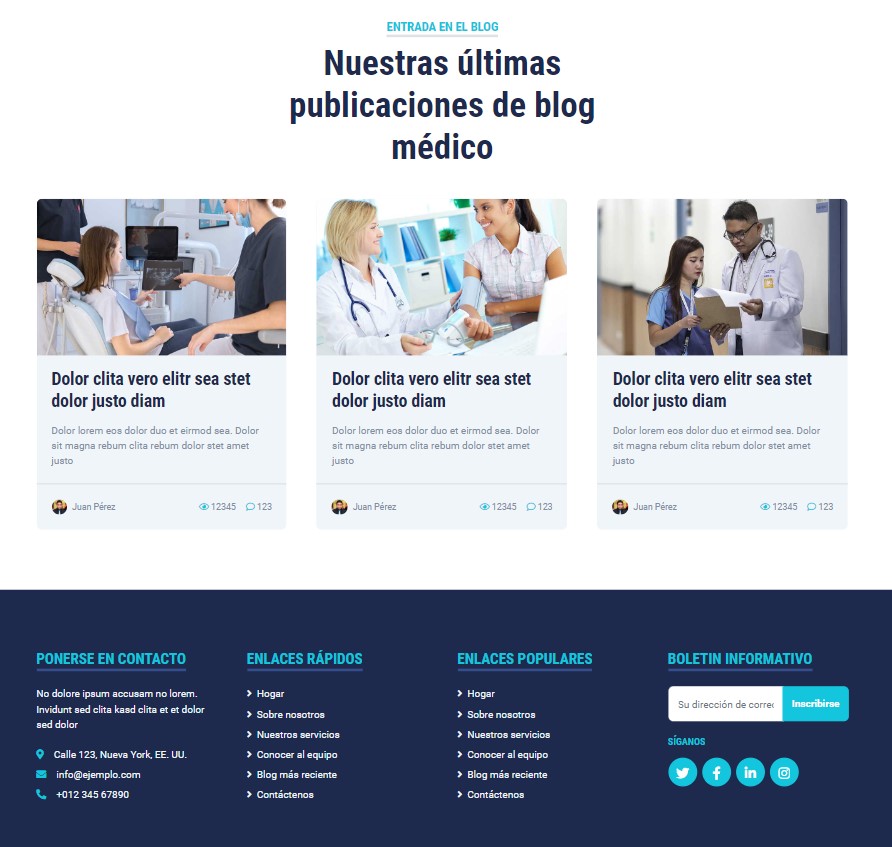 ENTRADA EN EL BLOG
Nuestras últimas
publicaciones de blog
médico
Dolor clita vero elitr sea stet
dolor justo diam
Dolor lorem eos dolor duo et eirmod sea. Dolor
sit magna rebum clita rebum dolor stet amet
justo
Juan Pérez 12345 123
Dolor clita vero elitr sea stet
dolor justo diam
Dolor lorem eos dolor duo et eirmod sea. Dolor
sit magna rebum clita rebum dolor stet amet
justo
Juan Pérez 12345 123
Dolor clita vero elitr sea stet
dolor justo diam
Dolor lorem eos dolor duo et eirmod sea. Dolor
sit magna rebum clita rebum dolor stet amet
justo
Juan Pérez 12345 123
PONERSE EN CONTACTO
No dolore ipsum accusam no lorem.
Invidunt sed clita kasd clita et et dolor
sed dolor
Calle 123, Nueva York, EE. UU.
info@ejemplo.com
+012 345 67890
ENLACES RÁPIDOS
Hogar
Sobre nosotros
Nuestros servicios
Conocer al equipo
Blog más reciente
Contáctenos
ENLACES POPULARES
Hogar
Sobre nosotros
Nuestros servicios
Conocer al equipo
Blog más reciente
Contáctenos
BOLETIN INFORMATIVO
Su dirección de corre Inscribirse
SÍGANOS